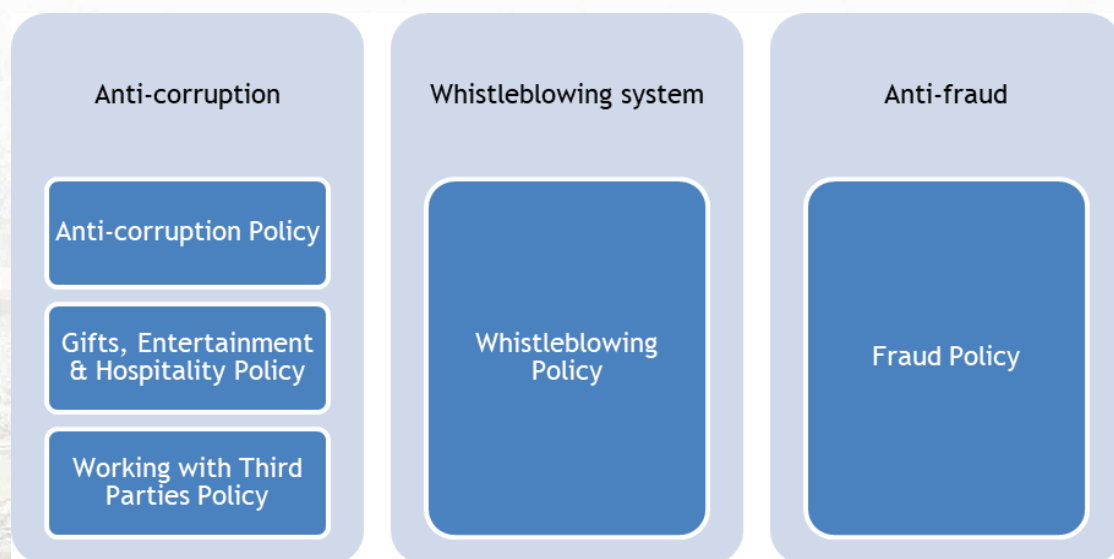 Anti-corruption
Anti-corruption Policy
Gifts, Entertainment
& Hospitality Policy
Working with Third
Parties Policy
Whistleblowing system
Whistleblowing
Policy
Anti-fraud
Fraud Policy